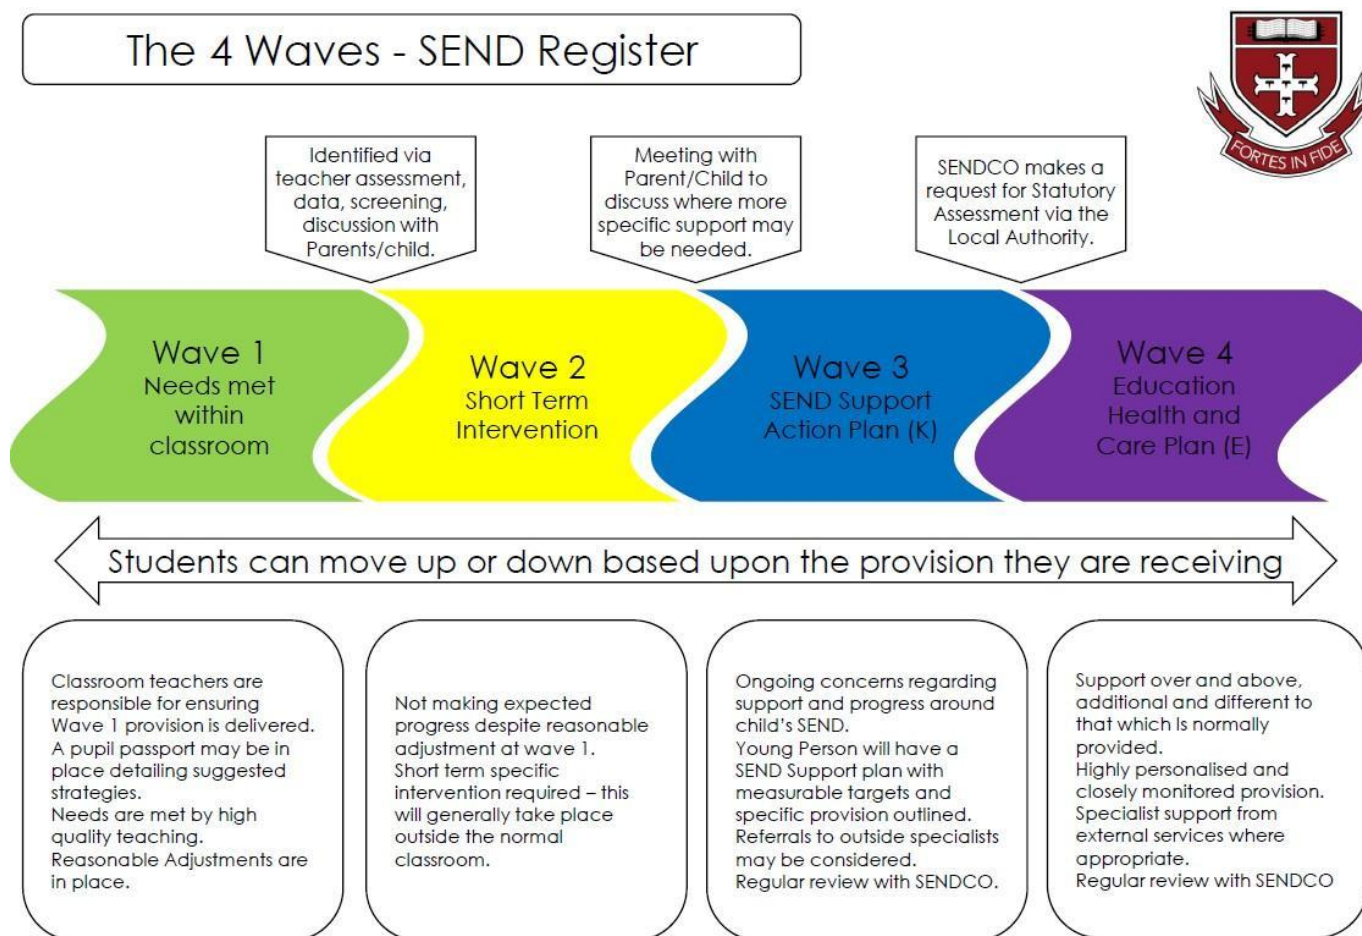 The 4 Waves - SEND Register
FORTES IN FIDE
Identified via
teacher assessment,
data, screening,
discussion with
Parents/child.
Meeting with
Parent/Child to
discuss where more
specific support may
be needed.
SENDCO makes a
request for Statutory
Assessment via the
Local Authority.
Wave 1
Needs met
within
classroom
Wave 2
Short Term
Intervention
Wave 3
SEND Support
Action Plan (K)
Wave 4
Education
Health and
Care Plan (E)
Students can move up or down based upon the provision they are receiving
Classroom teachers are
responsible for ensuring
Wave 1 provision is delivered.
A pupil passport may be in
place detailing suggested
strategies.
Needs are met by high
quality teaching.
Reasonable Adjustments are
in place.
Not making expected
progress despite reasonable
adjustment at wave 1.
Short term specific
intervention required – this
will generally take place
outside the normal
classroom.
Ongoing concerns regarding
support and progress around
child's SEND.
Young Person will have a
SEND Support plan with
measurable targets and
specific provision outlined.
Referrals to outside specialists
may be considered.
Regular review with SENDCO.
Support over and above,
additional and different to
that which is normally
provided.
Highly personalised and
closely monitored provision.
Specialist support from
external services where
appropriate.
Regular review with SENDCO